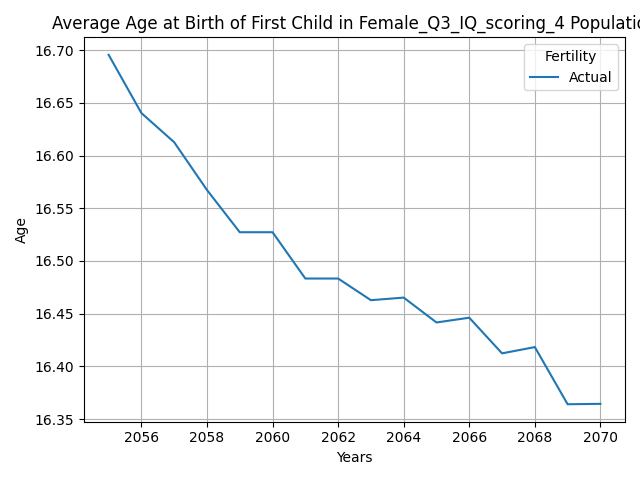 Average Age at Birth of First Child in Female_Q3_IQ_scoring_4 Populatio
16.70
16.65
16.60
16.55
16.50
16.45
16.40
16.35
Age
Fertility
Actual
2056 2058 2060 2062 2064 2066 2068 2070
Years